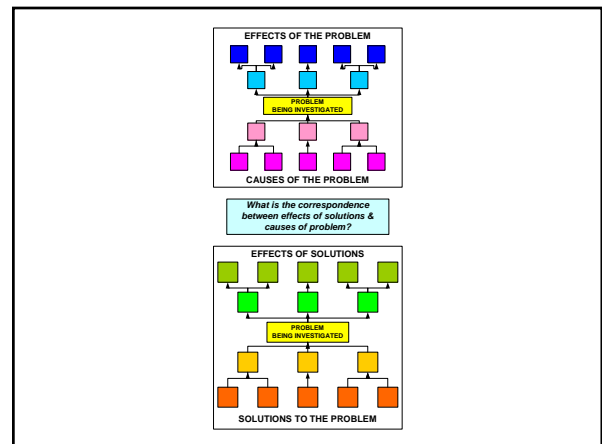 EFFECTS OF THE PROBLEM
PROBLEM
BEING INVESTIGATED
CAUSES OF THE PROBLEM
What is the correspondence
between effects of solutions &
causes of problem?
EFFECTS OF SOLUTIONS
PROBLEM
BEING INVESTIGATED
SOLUTIONS TO THE PROBLEM